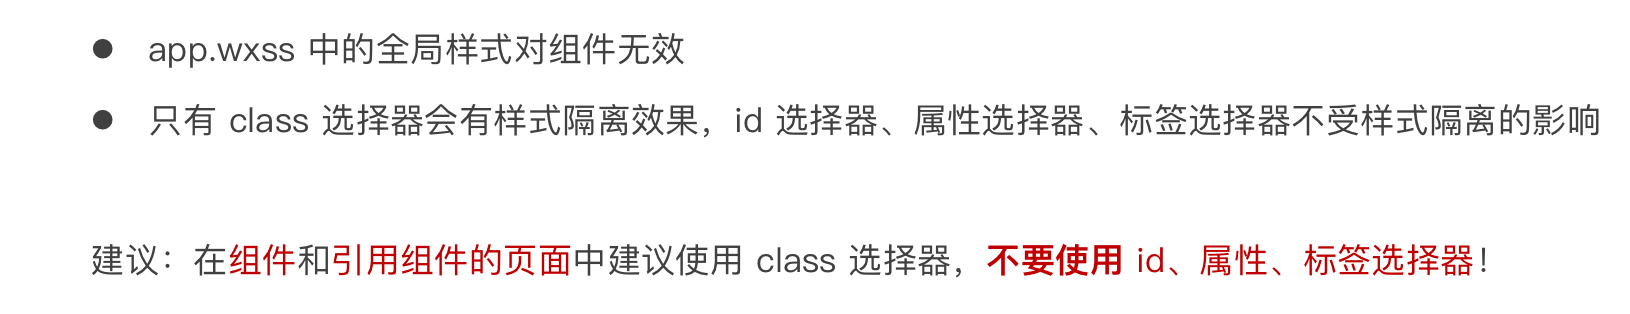 ● app.wxss 中的全局样式对组件无效
● 只有 class 选择器会有样式隔离效果，id 选择器、属性选择器、标签选择器不受样式隔离的影响
建议：在组件和引用组件的页面中建议使用 class 选择器，不要使用 id、属性、标签选择器！